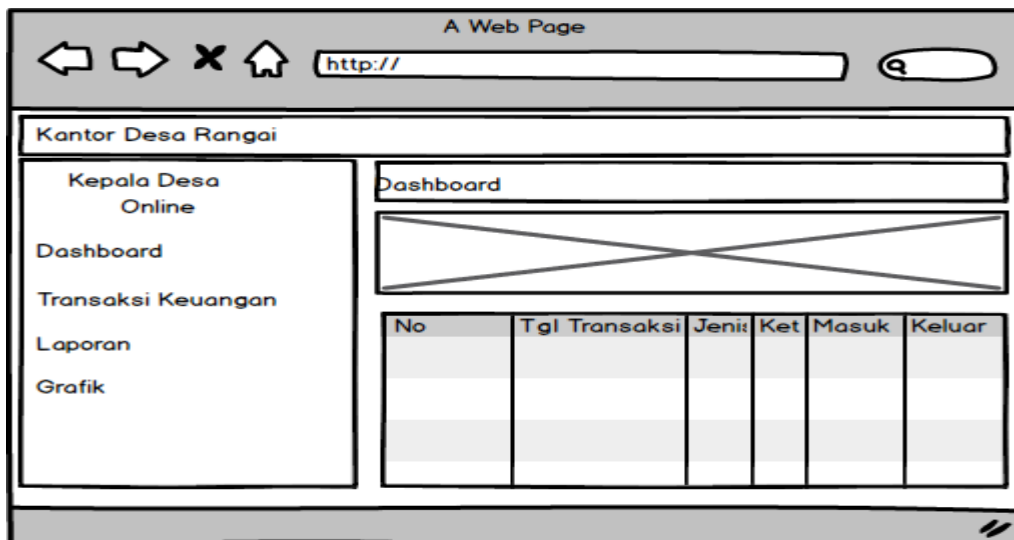 A Web Page
http://
Kantor Desa Rangai
Kepala Desa
Online
Dashboard
Transaksi Keuangan
Laporan
Grafik
Dashboard
No Tgl Transaksi Jenis Ket Masuk Keluar